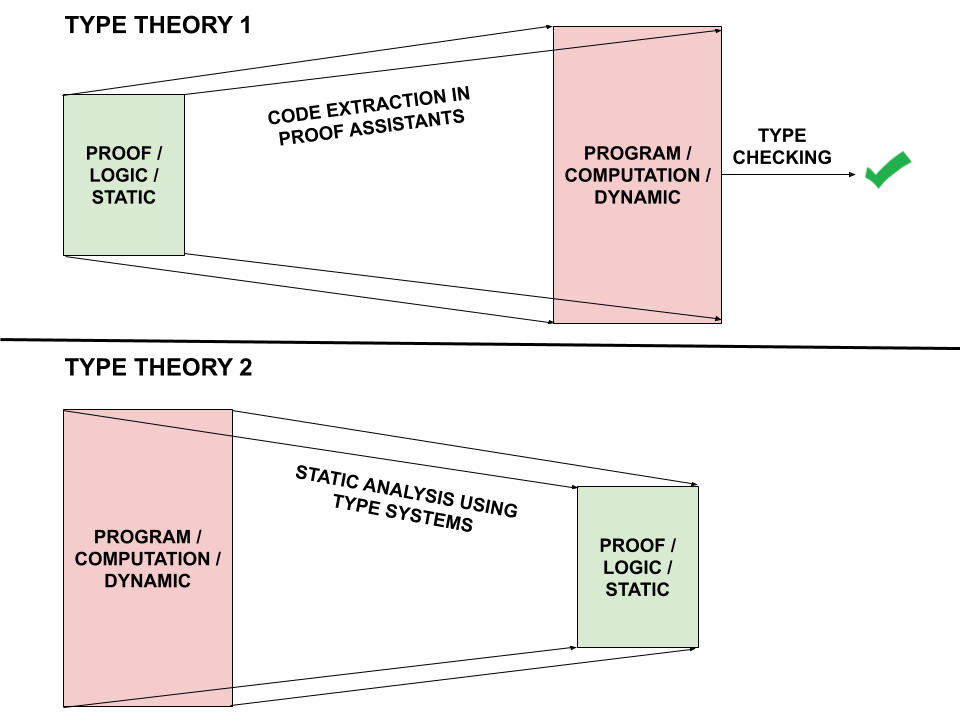 TYPE THEORY 1
CODE EXTRACTION IN
PROOF ASSISTANTS
PROOF /
LOGIC /
STATIC
PROGRAM /
COMPUTATION /
DYNAMIC
TYPE
CHECKING
TYPE THEORY 2
PROGRAM /
COMPUTATION /
DYNAMIC
STATIC ANALYSIS USING
TYPE SYSTEMS
PROOF /
LOGIC /
STATIC